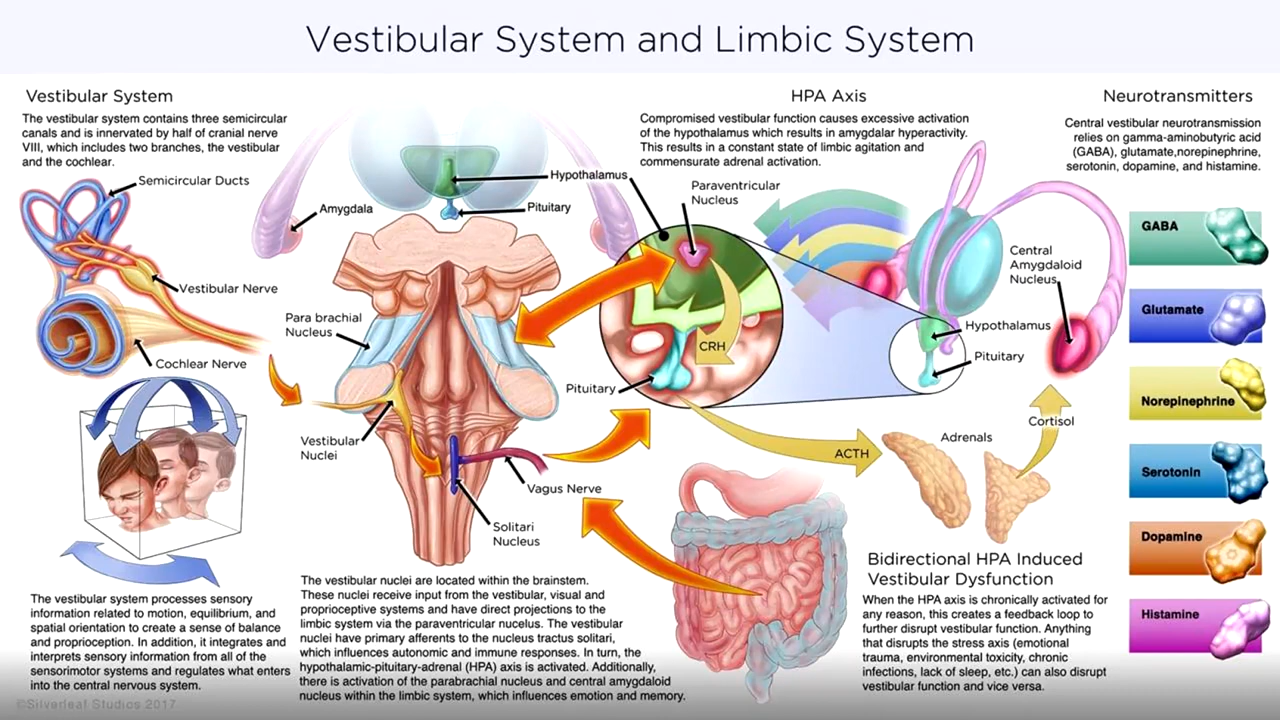 Vestibular System and Limbic System
Vestibular System
The vestibular system contains three semicircular
canals and is innervated by half of cranial nerve
VIII, which includes two branches, the vestibular
and the cochlear.
Semicircular Ducts
Vestibular Nerve
Cochlear Nerve
The vestibular system processes sensory
information related to motion, equilibrium, and
spatial orientation to create a sense of balance
and proprioception. In addition, it integrates and
interprets sensory information from all of the
sensorimotor systems and regulates what enters
into the central nervous system.
©Silverleaf Studios 2017
Amygdala
Hypothalamus
Pituitary
Para brachial
Nucleus
Vestibular
Nuclei
Vagus Nerve
Solitari
Nucleus
The vestibular nuclei are located within the brainstem.
These nuclei receive input from the vestibular, visual and
proprioceptive systems and have direct projections to the
limbic system via the paraventricular nucelus. The vestibular
nuclei have primary afferents to the nucleus tractus solitari,
which influences autonomic and immune responses. In turn, the
hypothalamic-pituitary-adrenal (HPA) axis is activated. Additionally,
there is activation of the parabrachial nucleus and central amygdaloid
nucleus within the limbic system, which influences emotion and memory.
HPA Axis
Compromised vestibular function causes excessive activation
of the hypothalamus which results in amygdalar hyperactivity.
This results in a constant state of limbic agitation and
commensurate adrenal activation.
Paraventricular
Nucleus
CRH
Pituitary
Central
Amygdaloid
Nucleus
Hypothalamus
Pituitary
ACTH
Adrenals
Cortisol
Bidirectional HPA Induced
Vestibular Dysfunction
When the HPA axis is chronically activated for
any reason, this creates a feedback loop to
further disrupt vestibular function. Anything
that disrupts the stress axis (emotional
trauma, environmental toxicity, chronic
infections, lack of sleep, etc.) can also disrupt
vestibular function and vice versa.
Neurotransmitters
Central vestibular neurotransmission
relies on gamma-aminobutyric acid
(GABA), glutamate,norepinephrine,
serotonin, dopamine, and histamine.
GABA
Glutamate
Norepinephrine
Serotonin
Dopamine
Histamine